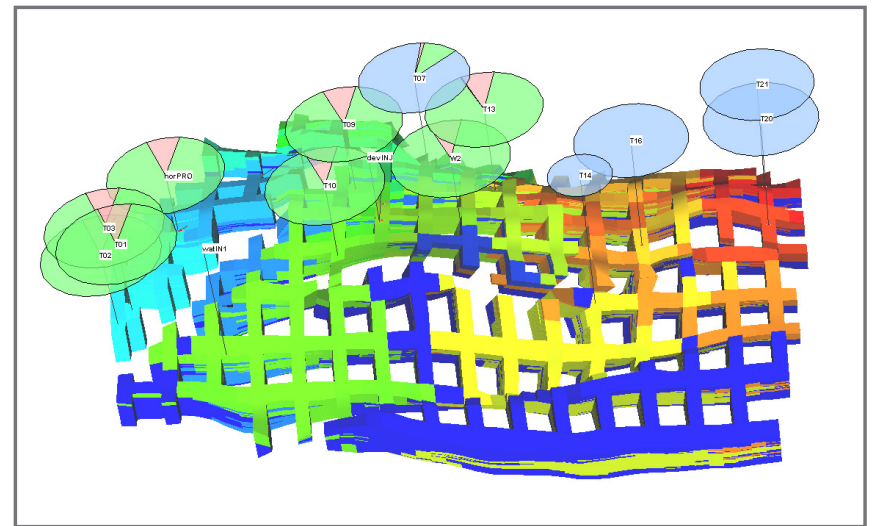 T07
T21
T13
T09
T20
T16
W2
devINJ
horPRO
T14
T10
T03
T01
watIN1
T02